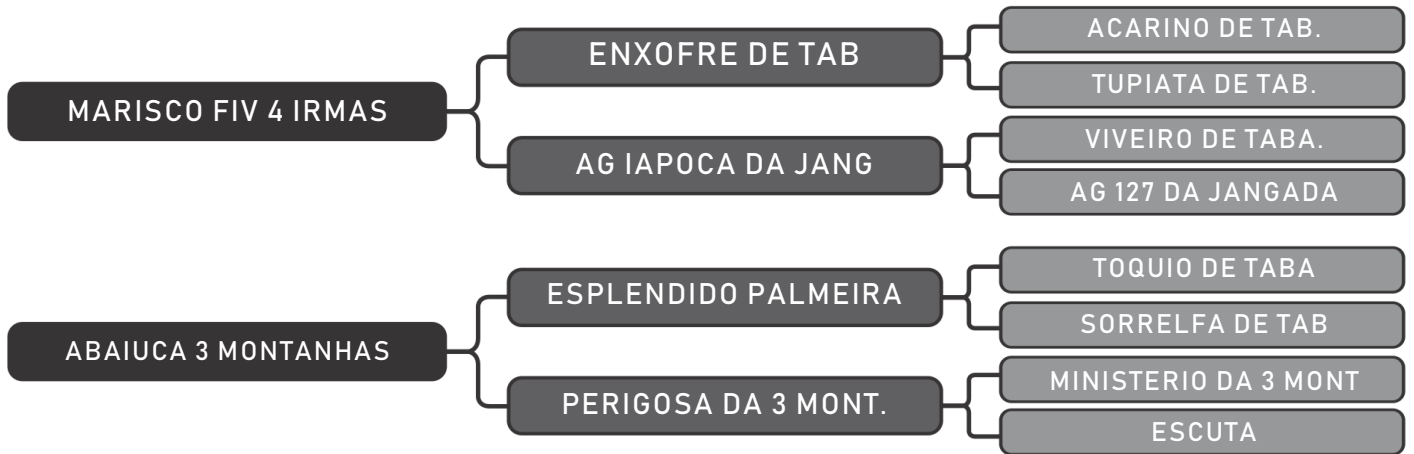 MARISCO FIV 4 IRMAS
ENXOFRE DE TAB
ACARINO DE TAB.
TUPIATA DE TAB.
AG IAPOCA DA JANG
VIVEIRO DE TABA.
AG 127 DA JANGADA
ABAIUCA 3 MONTANHAS
ESPLENDIDO PALMEIRA
TOQUIO DE TABA
SORRELFA DE TAB
PERIGOSA DA 3 MONT.
MINISTERIO DA 3 MONT
ESCUTA